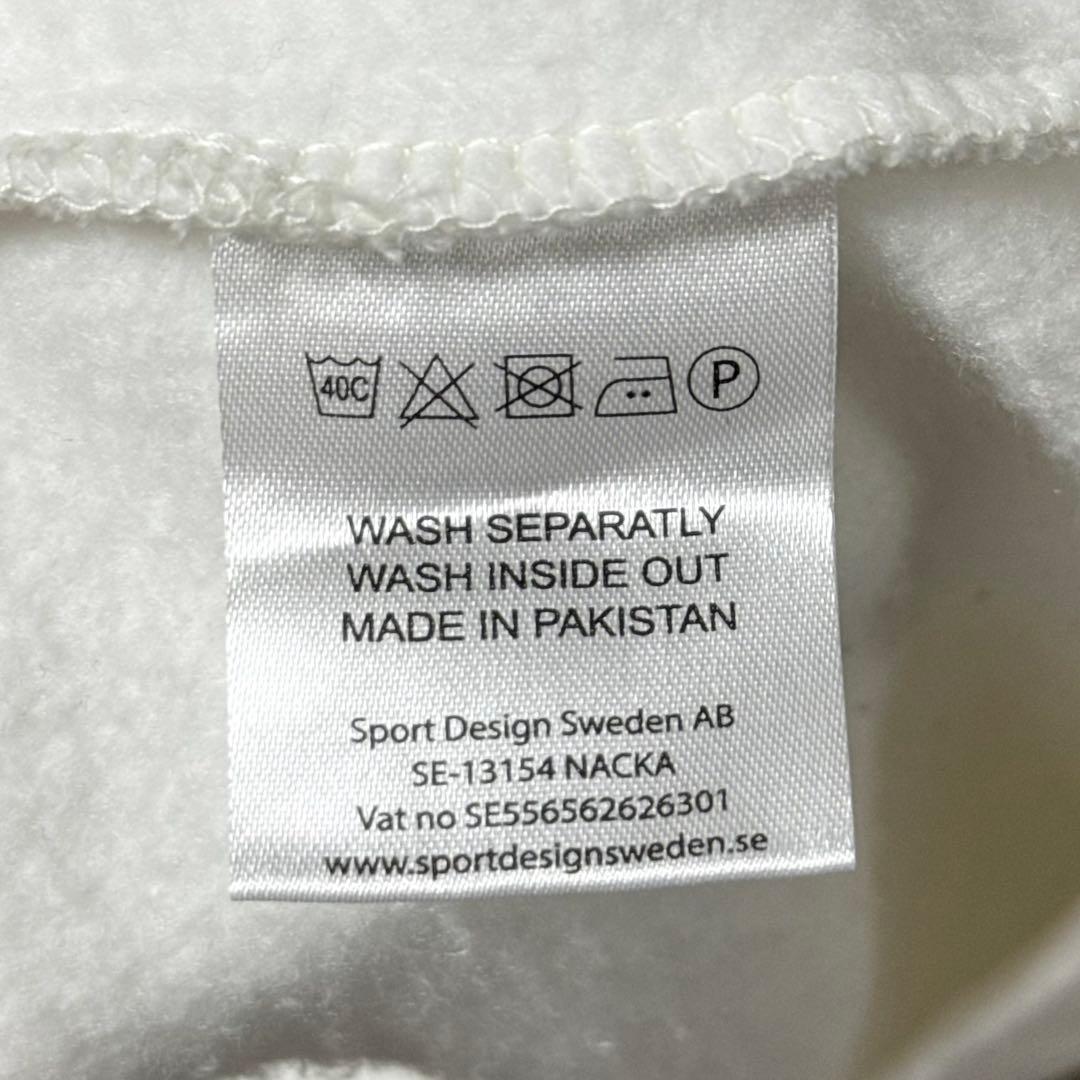 40C P
WASH SEPARATLY
WASH INSIDE OUT
MADE IN PAKISTAN
Sport Design Sweden AB
SE-13154 NACKA
Vat no SE556562626301
www.sportdesignsweden.se